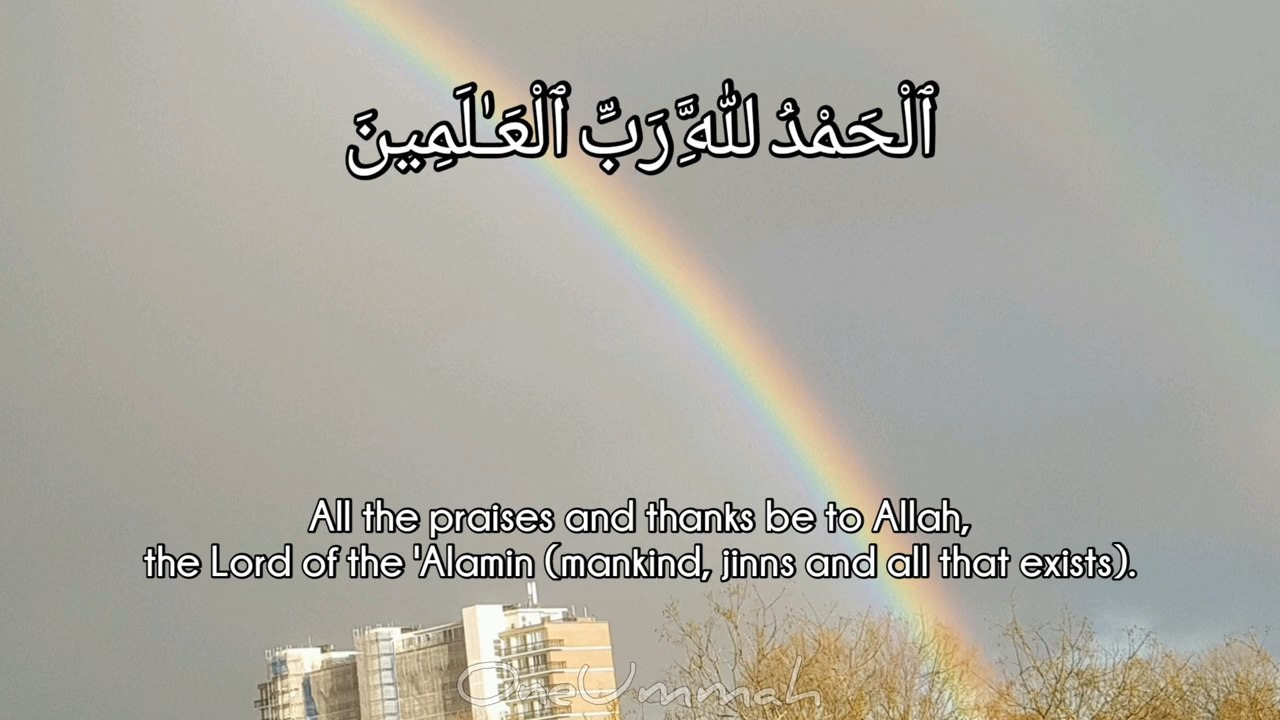 ٱلْحَمْدُ لِلَّهِ رَبِّ ٱلْعَـٰلَمِينَ
All the praises and thanks be to Allah,
the Lord of the 'Alamin (mankind, jinns and all that exists).
OneUmmah